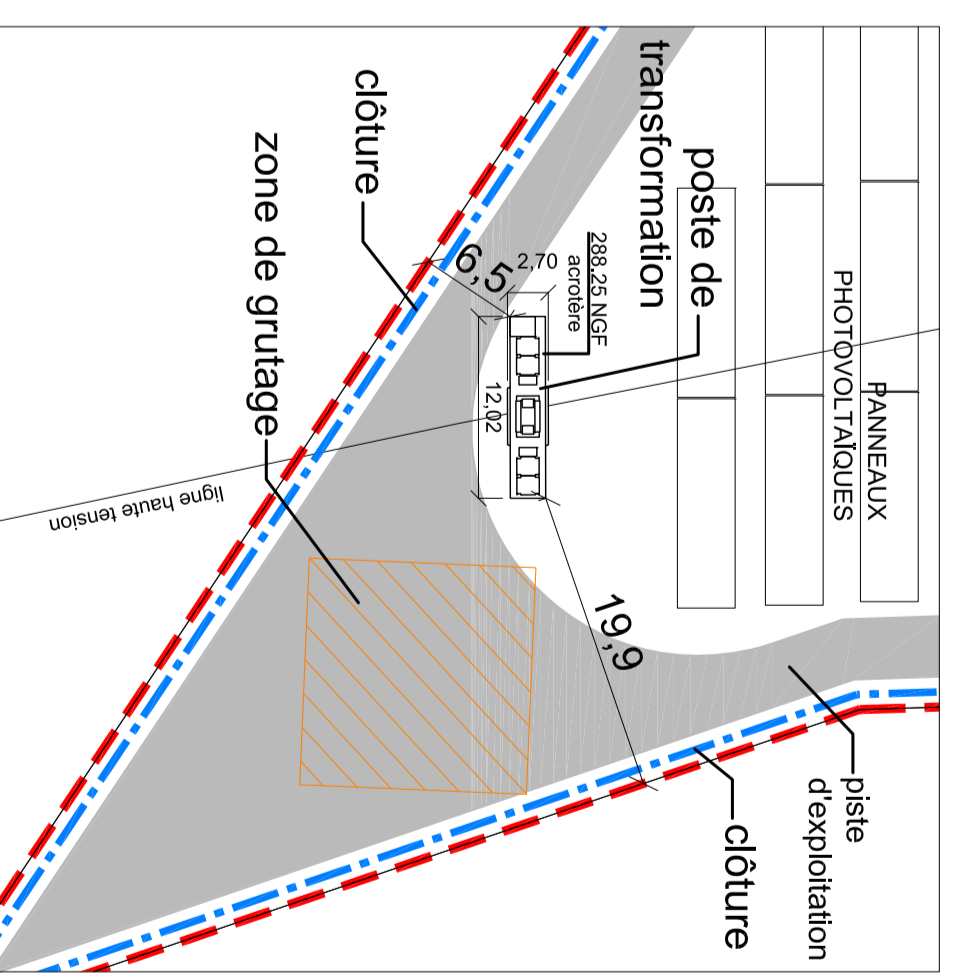 PANNEAUX
PHOTOVOLTAÏQUES
poste de
transformation
288.25 NGF
acrotère
2,70
12,02
6,5
19,9
clôture
zone de grutage
ligne haute tension
piste
d'exploitation
clôture